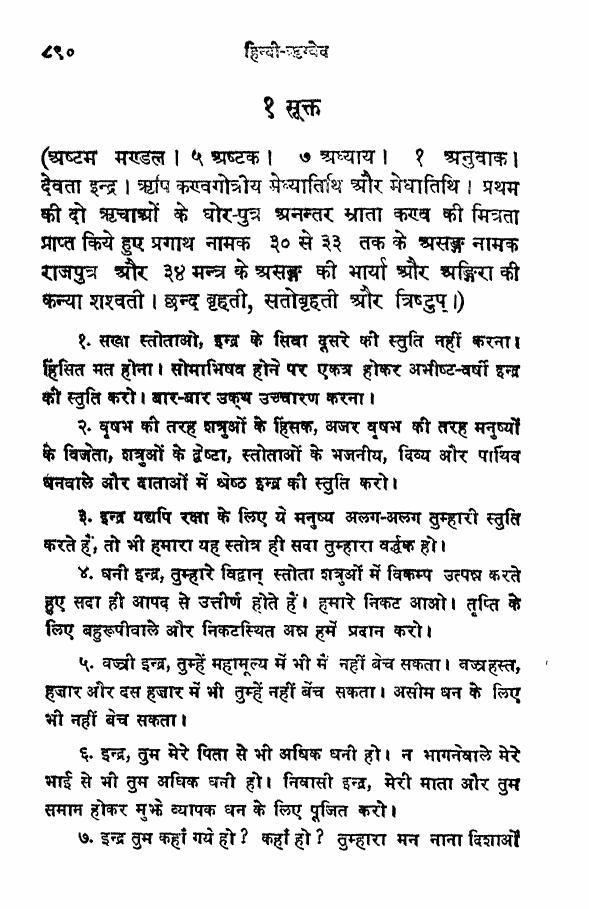 ८९० हिन्दी-ऋग्वेद
१ सूक्त
(अष्टम मण्डल। ५ अष्टक। ७ अध्याय। १ अनुवाक।
देवता इन्द्र। ऋषि कण्वगोत्रीय मेध्यातिथि और मेधातिथि। प्रथम
की दो ऋचाओं के घोर-पुत्र अनन्तर भ्राता कण्व की मित्रता
प्राप्त किये हुए प्रगाथ नामक ३० से ३३ तक के असङ्ग नामक
राजपुत्र और ३४ मन्त्र के असङ्ग की भार्या और अङ्गिरा की
कन्या शश्वती। छन्द बृहती, सतोबृहती और त्रिष्टुप्।)
१. सखा स्तोताओ, इन्द्र के सिवा दूसरे की स्तुति नहीं करना।
हिंसित मत होना। सोमाभिषव होने पर एकत्र होकर अभीष्ट-वर्षी इन्द्र
की स्तुति करो। बार-बार उक्थ उच्चारण करना।
२. वृषभ की तरह शत्रुओं के हिंसक, अजर वृषभ की तरह मनुष्यों
के विजेता, शत्रुओं के द्वेष्टा, स्तोताओं के भजनीय, दिव्य और पार्थिव
धनवाले और दाताओं में श्रेष्ठ इन्द्र की स्तुति करो।
३. इन्द्र यद्यपि रक्षा के लिए ये मनुष्य अलग-अलग तुम्हारी स्तुति
करते हैं, तो भी हमारा यह स्तोत्र ही सदा तुम्हारा वर्द्धक हो।
४. धनी इन्द्र, तुम्हारे विद्वान् स्तोता शत्रुओं में विकम्प उत्पन्न करते
हुए सदा ही आपद् से उत्तीर्ण होते हैं। हमारे निकट आओ। तृप्ति के
लिए बहुरूपीवाले और निकटस्थित अन्न हमें प्रदान करो।
५. वज्री इन्द्र, तुम्हें महामूल्य में भी मैं नहीं बेच सकता। वज्रहस्त,
हजार और दस हजार में भी तुम्हें नहीं बेंच सकता। असीम धन के लिए
भी नहीं बेच सकता।
६. इन्द्र, तुम मेरे पिता से भी अधिक धनी हो। न भागनेवाले मेरे
भाई से भी तुम अधिक धनी हो। निवासी इन्द्र, मेरी माता और तुम
समान होकर मुझे व्यापक धन के लिए पूजित करो।
७. इन्द्र तुम कहाँ गये हो? कहाँ हो? तुम्हारा मन नाना दिशाओं